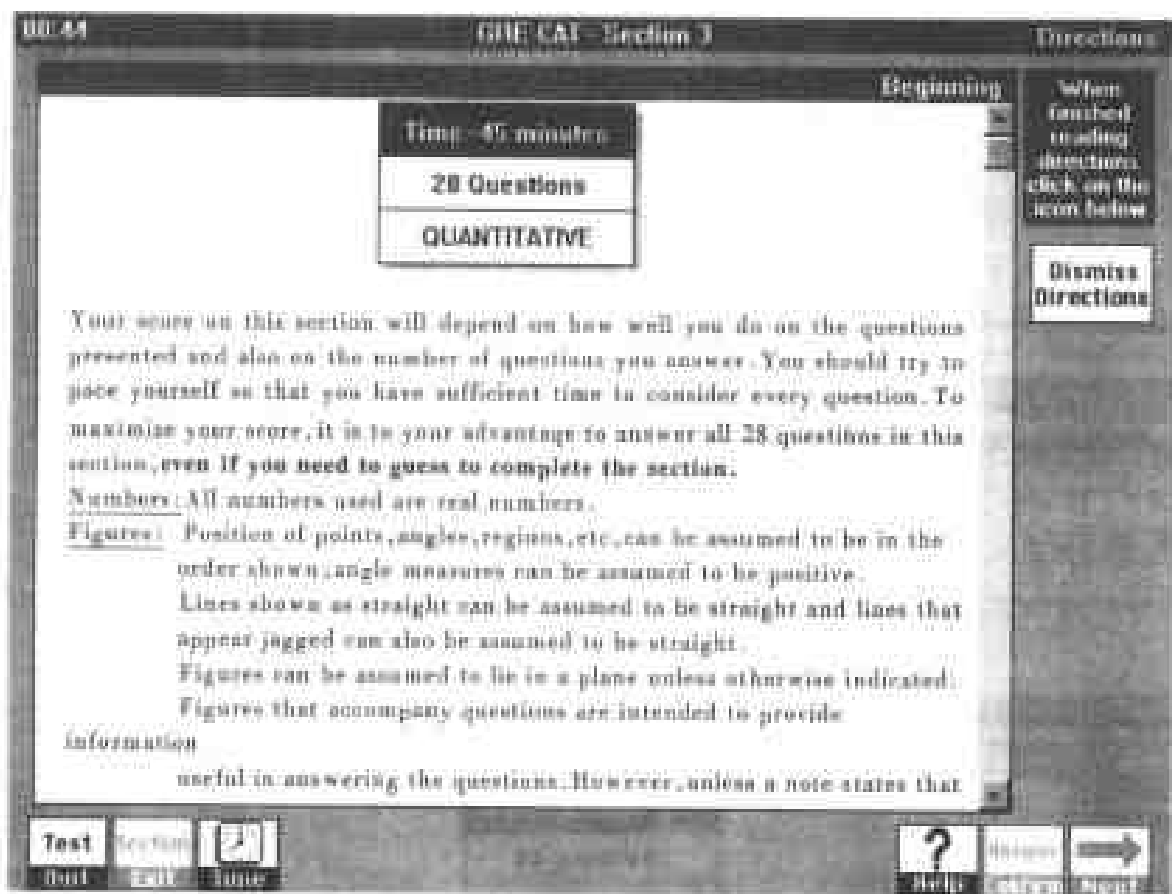 00:44 GRE CAT - Section 3 Directions
Beginning
When
finished
reading
directions
click on the
icon below
Time -45 minutes
28 Questions
QUANTITATIVE
Dismiss
Directions
Your score on this section will depend on how well you do on the questions
presented and also on the number of questions you answer. You should try to
pace yourself so that you have sufficient time to consider every question. To
maximize your score, it is to your advantage to answer all 28 questions in this
section, even if you need to guess to complete the section.
Numbers: All numbers used are real numbers.
Figures: Position of points, angles, regions, etc, can be assumed to be in the
order shown, angle measures can be assumed to be positive.
Lines shown as straight can be assumed to be straight and lines that
appear jagged can also be assumed to be straight.
Figures can be assumed to lie in a plane unless otherwise indicated.
Figures that accompany questions are intended to provide
information
useful in answering the questions. However, unless a note states that
Test Section ?
Quit Exit Time Help Next